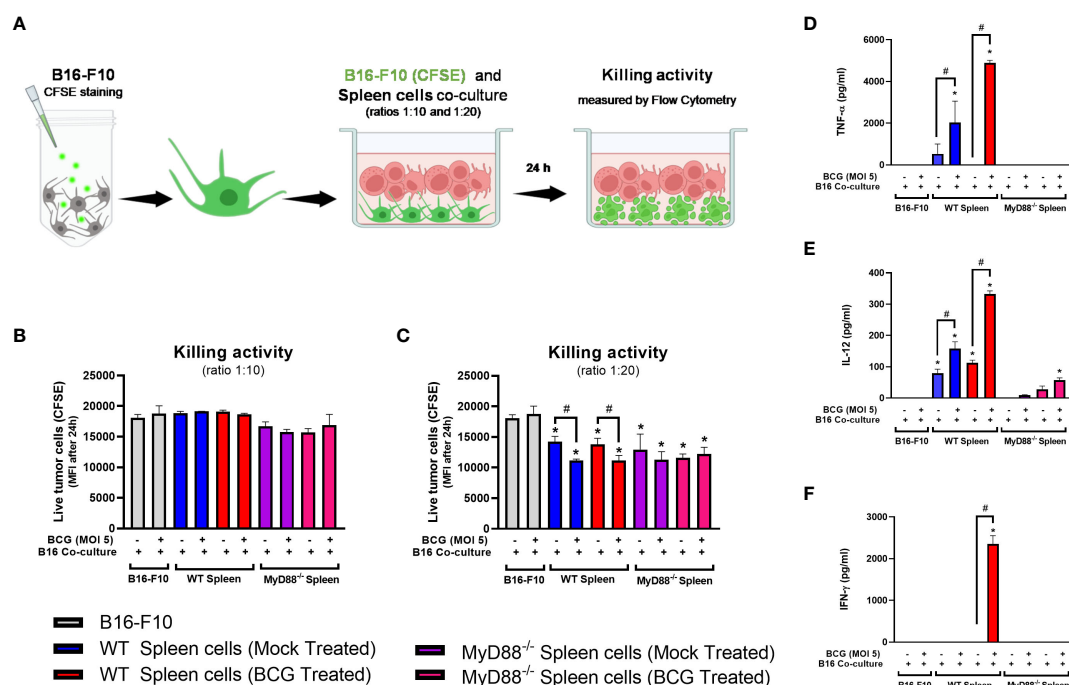 A
B16-F10
CFSE staining
B16-F10 (CFSE) and
Spleen cells co-culture
(ratios 1:10 and 1:20)
24 h
Killing activity
measured by Flow Cytometry
B
Killing activity
(ratio 1:10)
Live tumor cells (CFSE)
(MFI after 24h)
25000
20000
15000
10000
5000
0
BCG (MOI 5) - + - + - + - + - +
B16 Co-culture + + + + + + + + + +
B16-F10 WT Spleen MyD88-/- Spleen
C
Killing activity
(ratio 1:20)
Live tumor cells (CFSE)
(MFI after 24h)
25000
20000
15000
10000
5000
0
# #
* * * * * * * *
BCG (MOI 5) - + - + - + - + - +
B16 Co-culture + + + + + + + + + +
B16-F10 WT Spleen MyD88-/- Spleen
B16-F10
WT Spleen cells (Mock Treated)
WT Spleen cells (BCG Treated)
MyD88-/- Spleen cells (Mock Treated)
MyD88-/- Spleen cells (BCG Treated)
D
TNF-α (pg/ml)
6000
4000
2000
0
# #
* *
BCG (MOI 5) - + - + - + - + - +
B16 Co-culture + + + + + + + + + +
B16-F10 WT Spleen MyD88-/- Spleen
E
IL-12 (pg/ml)
400
300
200
100
0
# #
* * * * *
BCG (MOI 5) - + - + - + - + - +
B16 Co-culture + + + + + + + + + +
B16-F10 WT Spleen MyD88-/- Spleen
F
IFN-γ (pg/ml)
3000
2000
1000
0
#
*
BCG (MOI 5) - + - + - + - + - +
B16 Co-culture + + + + + + + + + +
B16-F10 WT Spleen MyD88-/- Spleen